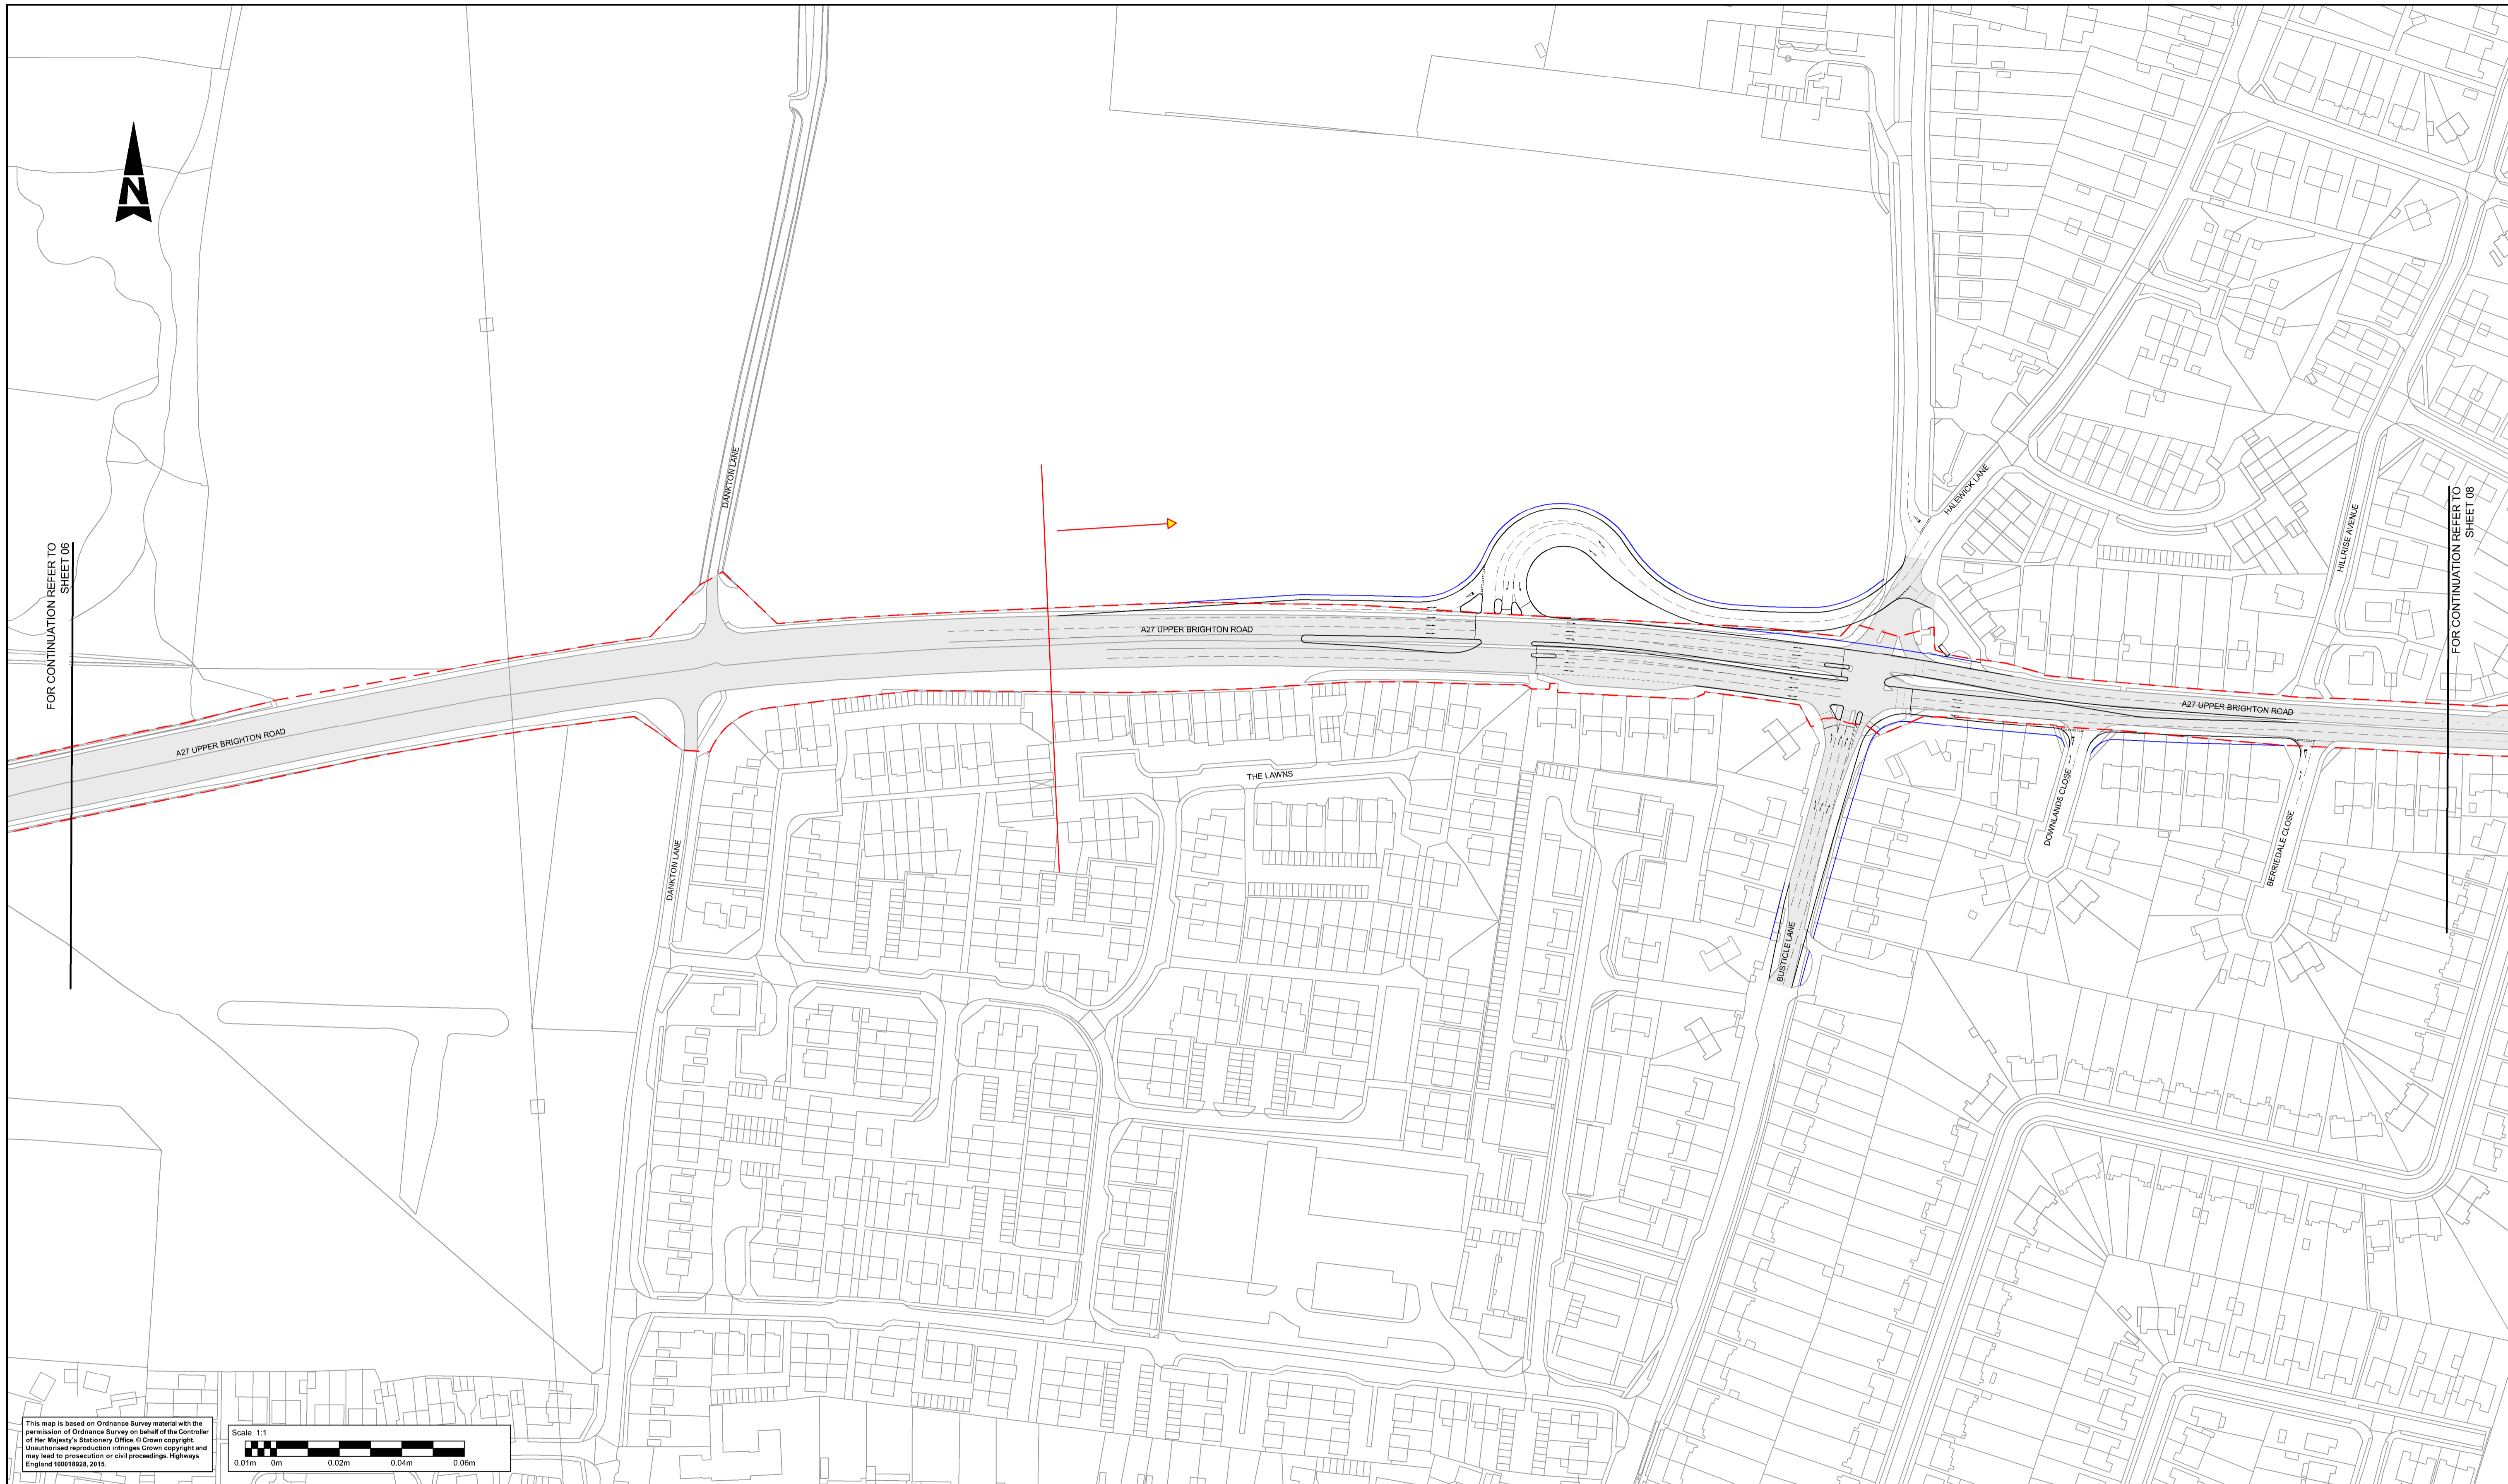 N
DANKTON LANE
HALEWICK LANE
HILLRISE AVENUE
FOR CONTINUATION REFER TO
SHEET 06
FOR CONTINUATION REFER TO
SHEET 08
A27 UPPER BRIGHTON ROAD
A27 UPPER BRIGHTON ROAD
A27 UPPER BRIGHTON ROAD
THE LAWNS
DANKTON LANE
BUSTICLE LANE
DOWNLANDS CLOSE
BERRIEDALE CLOSE
This map is based on Ordnance Survey material with the
permission of Ordnance Survey on behalf of the Controller
of Her Majesty's Stationery Office. © Crown copyright.
Unauthorised reproduction infringes Crown copyright and
may lead to prosecution or civil proceedings. Highways
England 100018928, 2015.
Scale 1:1
0.01m 0m 0.02m 0.04m 0.06m